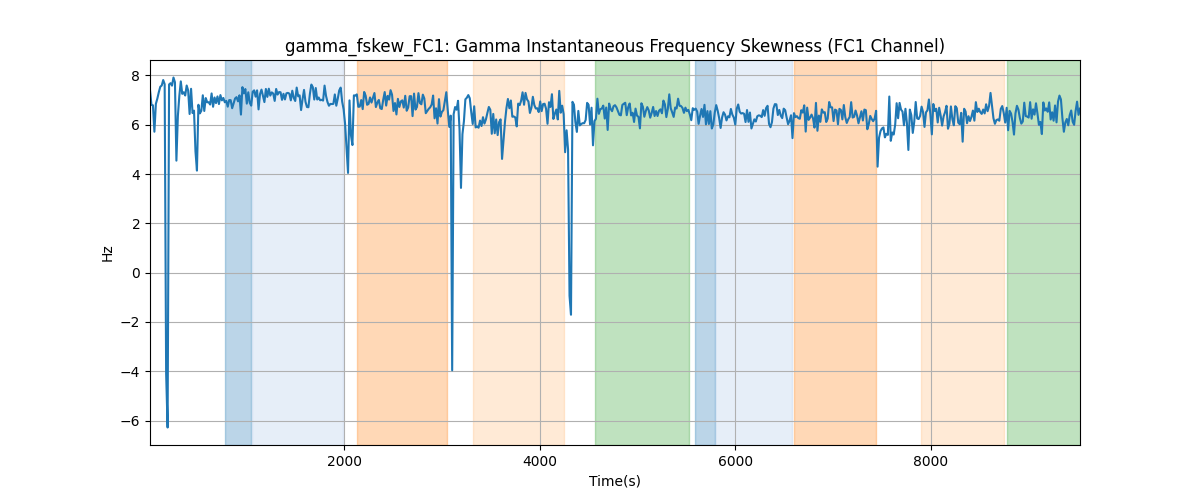 gamma_fskew_FC1: Gamma Instantaneous Frequency Skewness (FC1 Channel)
8
6
4
2
0
−2
−4
−6
Hz
2000 4000 6000 8000
Time(s)